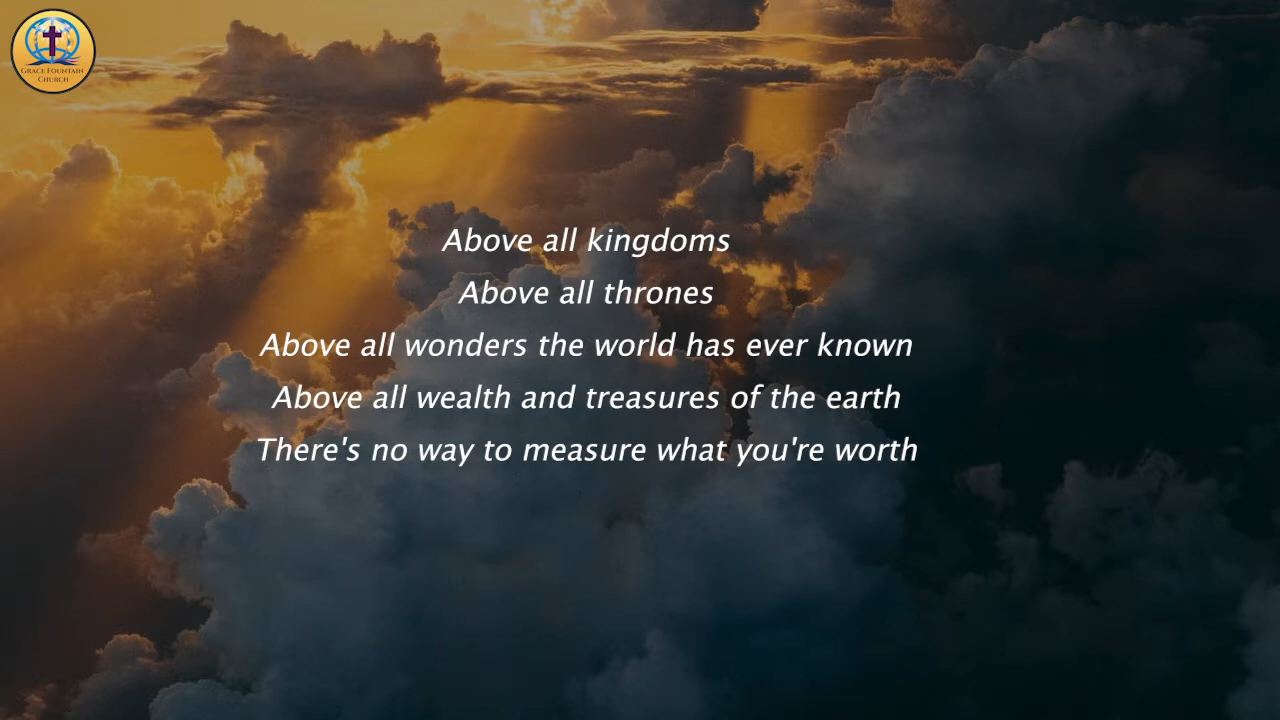 Grace Fountain
Church
Above all kingdoms
Above all thrones
Above all wonders the world has ever known
Above all wealth and treasures of the earth
There's no way to measure what you're worth